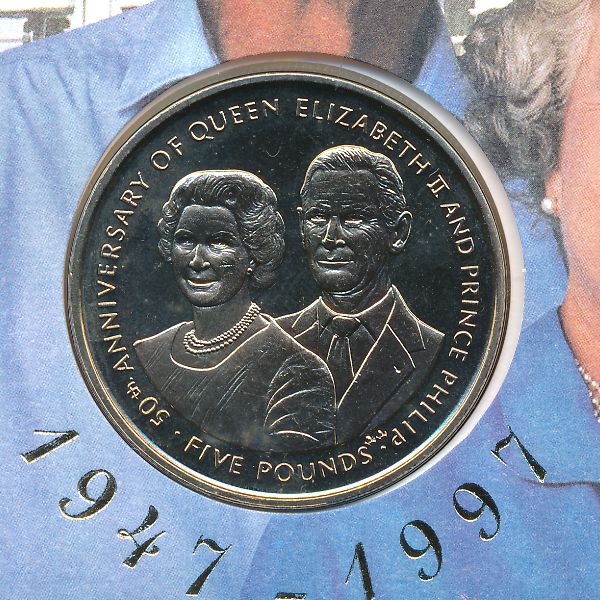 50th. ANNIVERSARY OF QUEEN ELIZABETH II AND PRINCE PHILIP
· FIVE POUNDS ·
1947 - 1997